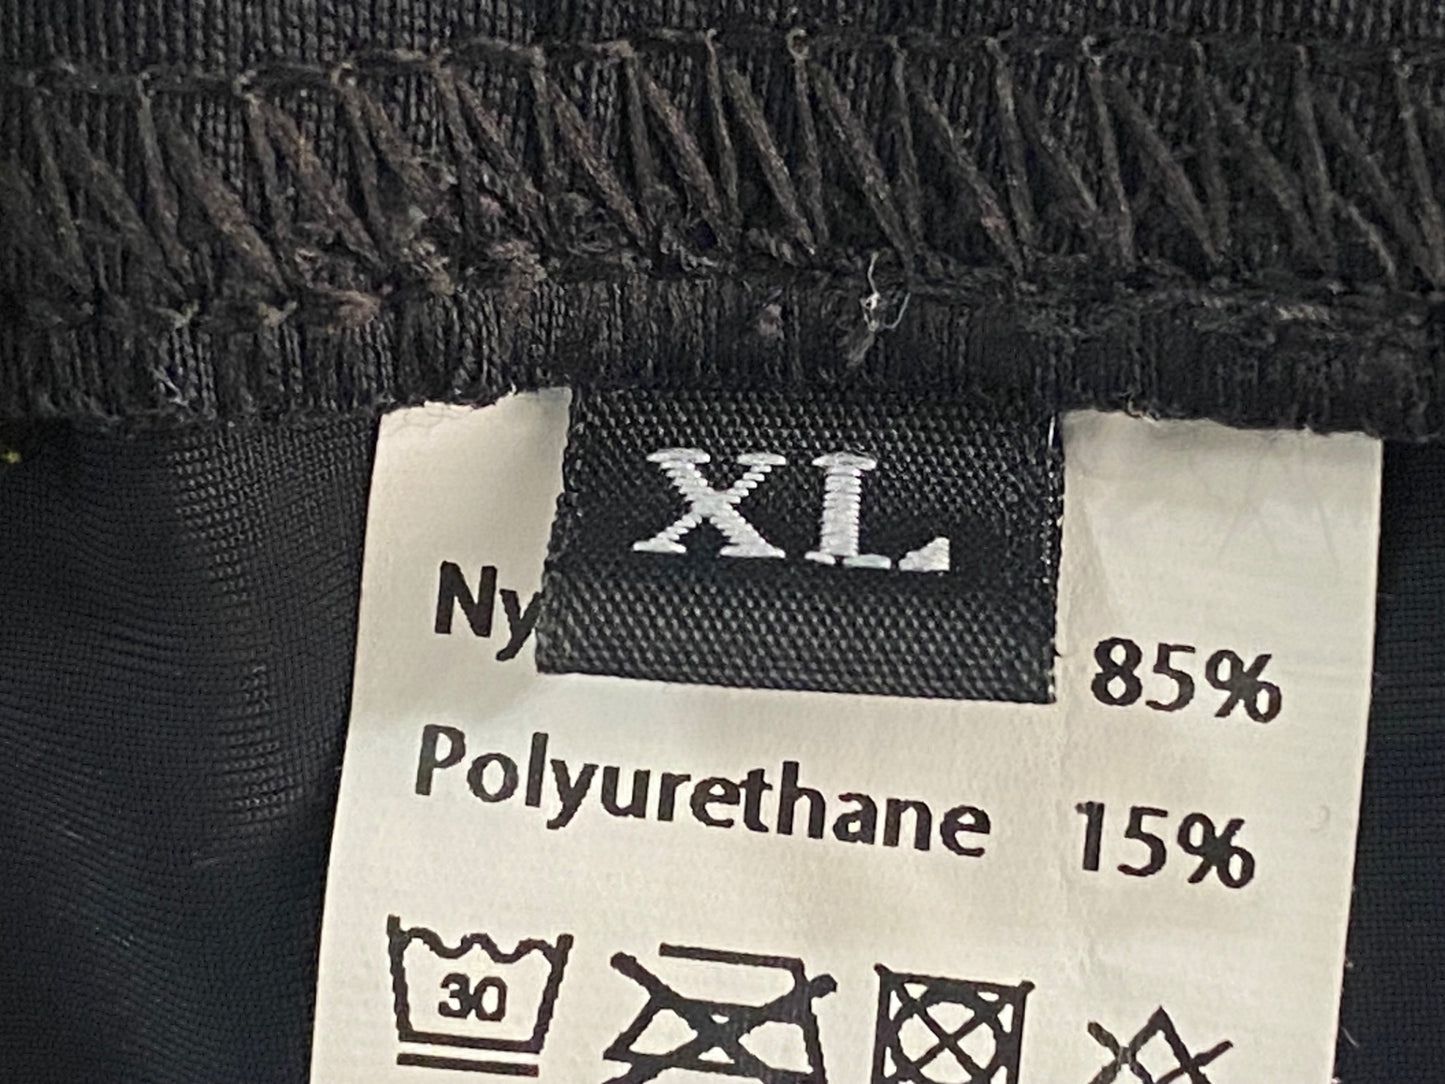 XL
Ny 85%
Polyurethane 15%
30